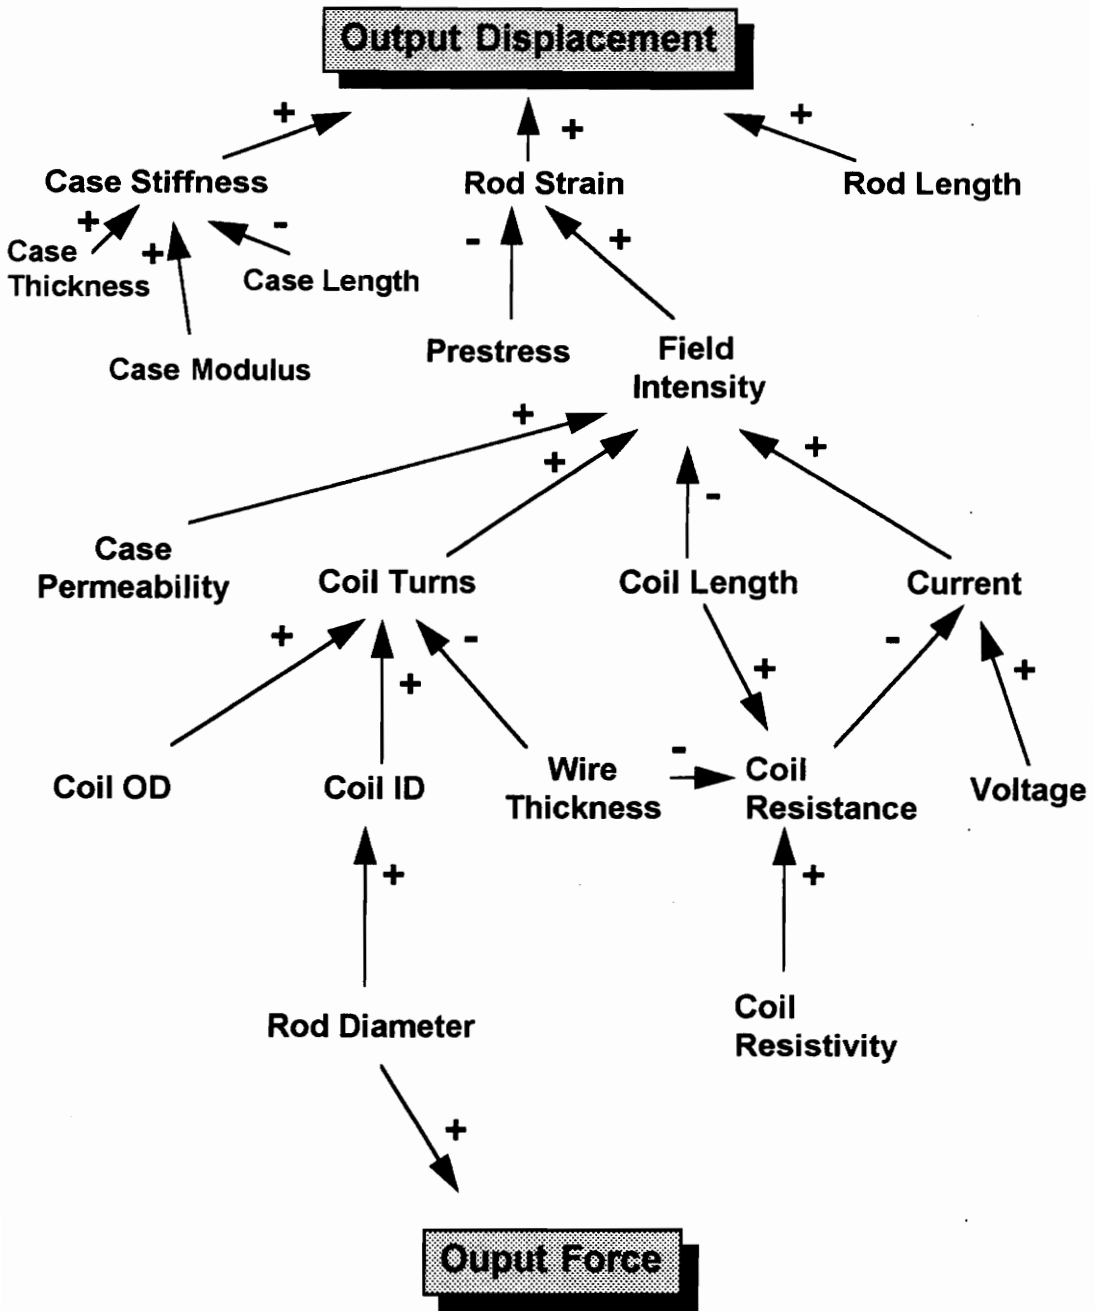 Output Displacement
+
+
+
Case Stiffness
Rod Strain
Rod Length
+
-
Case
Thickness
+
Case Length
-
+
Case Modulus
Prestress
Field
Intensity
+
+
-
+
Case
Permeability
Coil Turns
Coil Length
Current
+
+
-
+
-
+
Coil OD
Coil ID
Wire
Thickness
-
Coil
Resistance
Voltage
+
+
Rod Diameter
Coil
Resistivity
+
Ouput Force